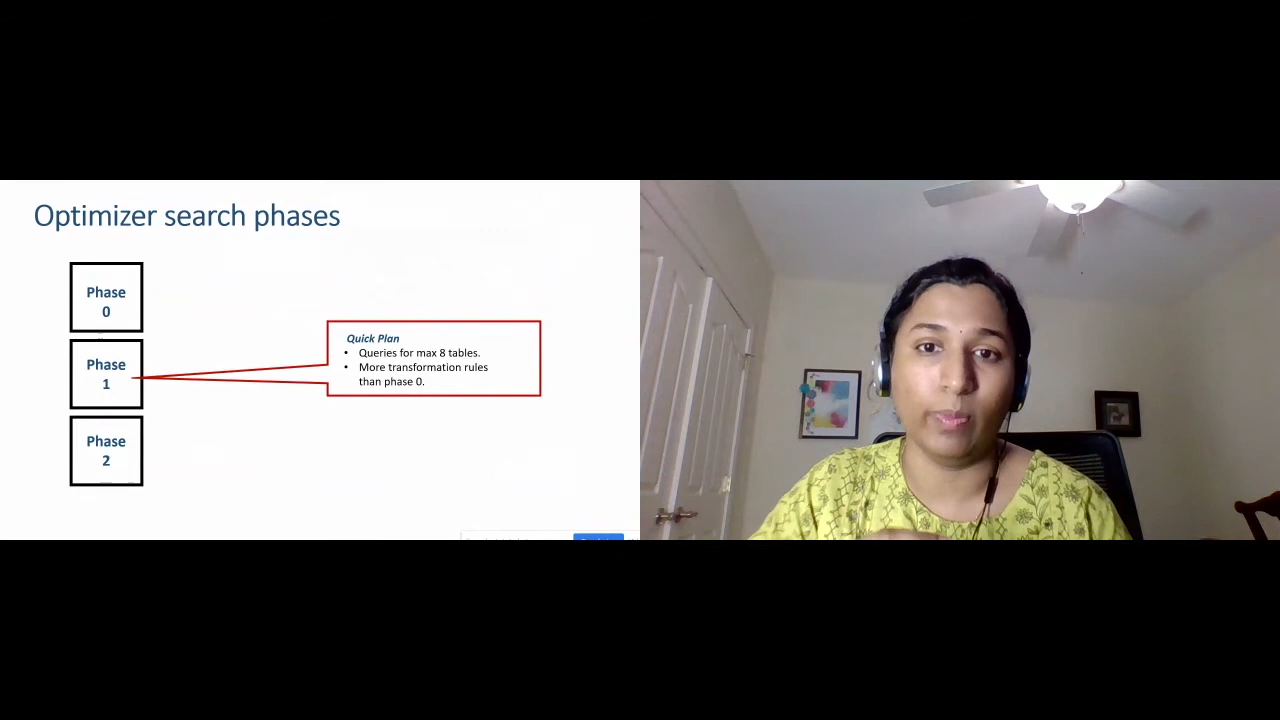 Optimizer search phases
Phase
0
Phase
1
Phase
2
Quick Plan
• Queries for max 8 tables.
• More transformation rules
than phase 0.